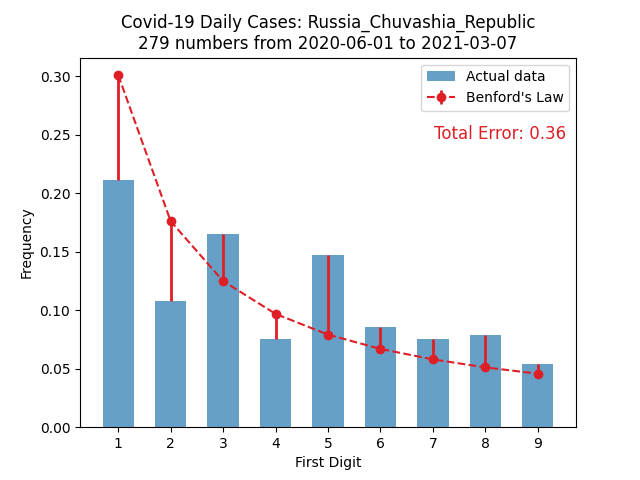 Covid-19 Daily Cases: Russia_Chuvashia_Republic
279 numbers from 2020-06-01 to 2021-03-07
Actual data
Benford's Law
Total Error: 0.36
0.30
0.25
0.20
0.15
0.10
0.05
0.00
Frequency
1 2 3 4 5 6 7 8 9
First Digit